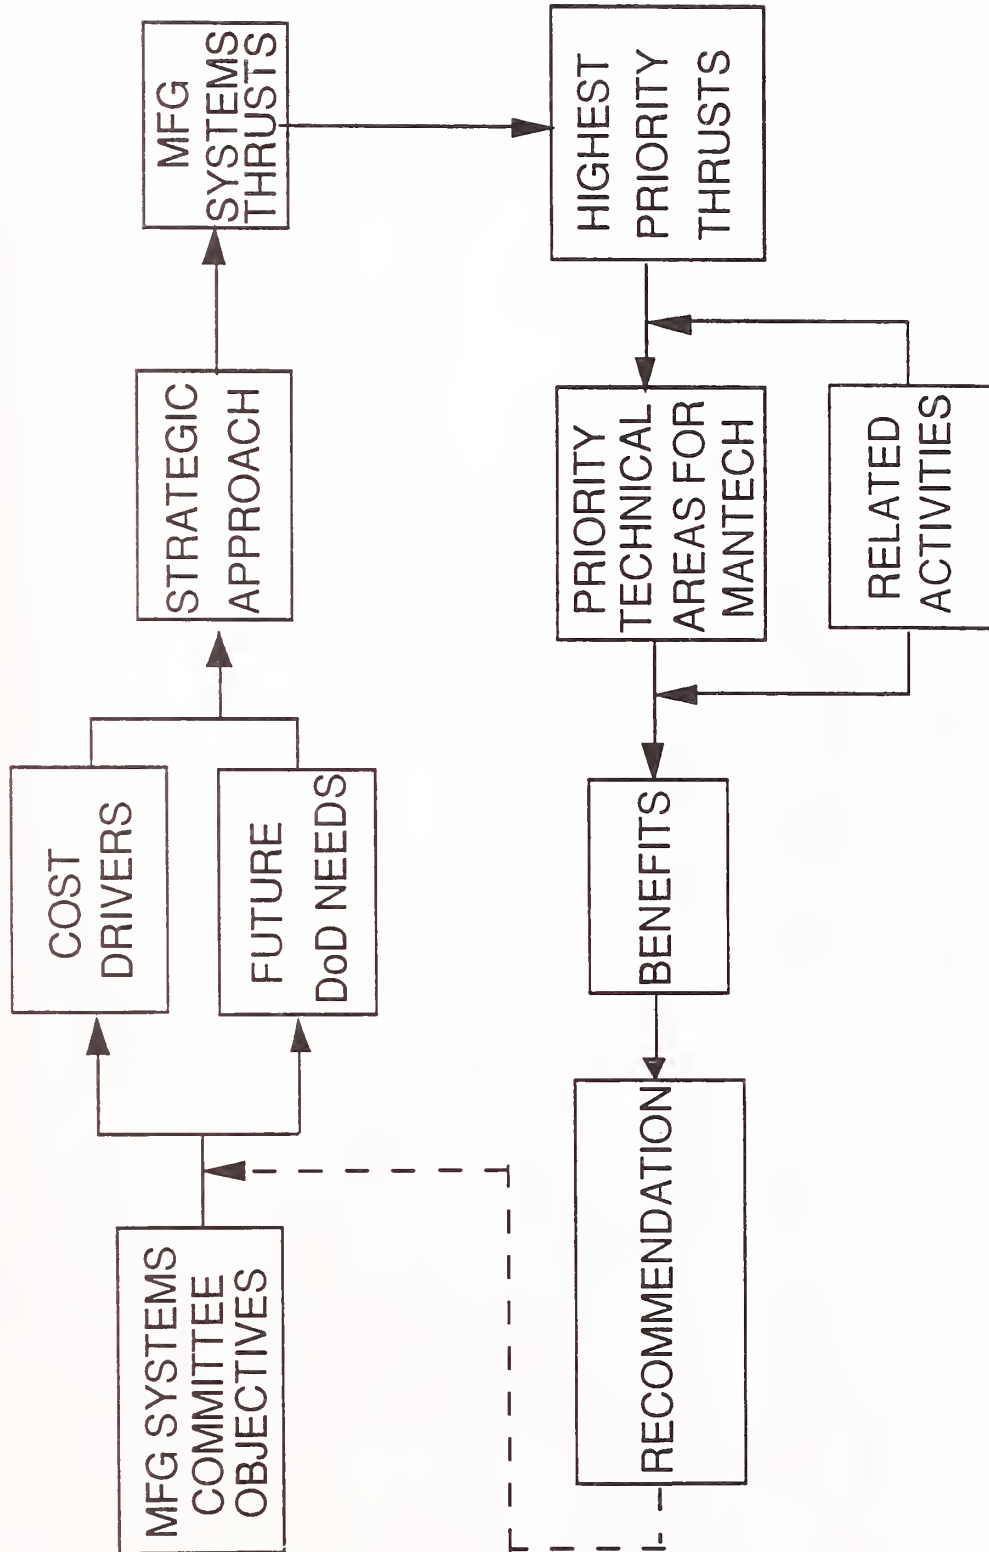 MFG SYSTEMS
COMMITTEE
OBJECTIVES
COST
DRIVERS
FUTURE
DoD NEEDS
STRATEGIC
APPROACH
MFG
SYSTEMS
THRUSTS
HIGHEST
PRIORITY
THRUSTS
PRIORITY
TECHNICAL
AREAS FOR
MANTECH
RELATED
ACTIVITIES
BENEFITS
RECOMMENDATION